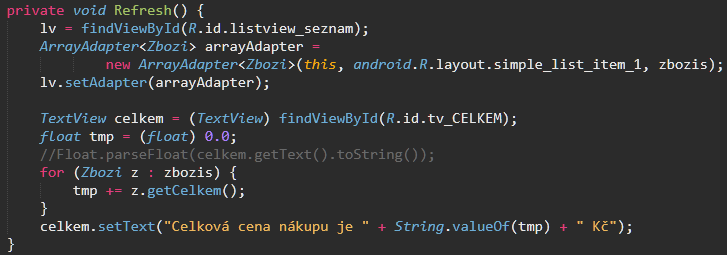 private void Refresh() {
    lv = findViewById(R.id.listview_seznam);
    ArrayAdapter<Zbozi> arrayAdapter =
            new ArrayAdapter<Zbozi>(this, android.R.layout.simple_list_item_1, zbozis);
    lv.setAdapter(arrayAdapter);

    TextView celkem = (TextView) findViewById(R.id.tv_CELKEM);
    float tmp = (float) 0.0;
    //Float.parseFloat(celkem.getText().toString());
    for (Zbozi z : zbozis) {
        tmp += z.getCelkem();
    }
    celkem.setText("Celková cena nákupu je " + String.valueOf(tmp) + " Kč");
}